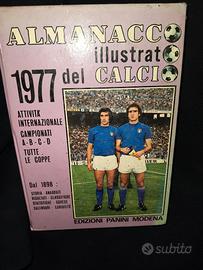 ALMANACCO
illustrato
1977 del CALCIO
ATTIVITÀ
INTERNAZIONALE
CAMPIONATI
A-B-C-D
TUTTE
LE COPPE
Dal 1898:
EDIZIONI PANINI MODENA
subito